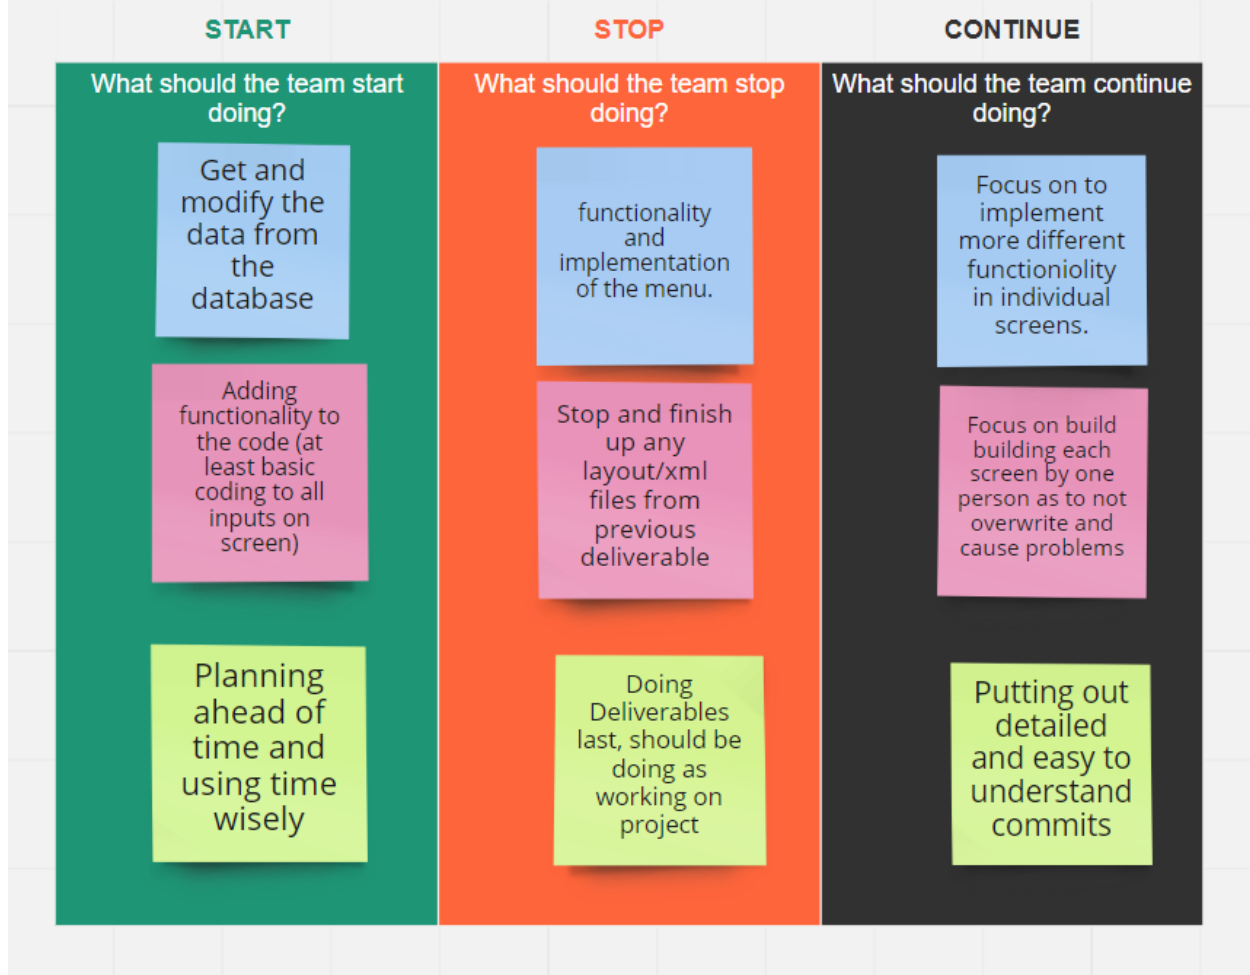 START
STOP
CONTINUE
What should the team start
doing?
What should the team stop
doing?
What should the team continue
doing?
Get and
modify the
data from
the
database
functionality
and
implementation
of the menu.
Focus on to
implement
more different
functioniolity
in individual
screens.
Adding
functionality to
the code (at
least basic
coding to all
inputs on
screen)
Stop and finish
up any
layout/xml
files from
previous
deliverable
Focus on build
building each
screen by one
person as to not
overwrite and
cause problems
Planning
ahead of
time and
using time
wisely
Doing
Deliverables
last, should be
doing as
working on
project
Putting out
detailed
and easy to
understand
commits